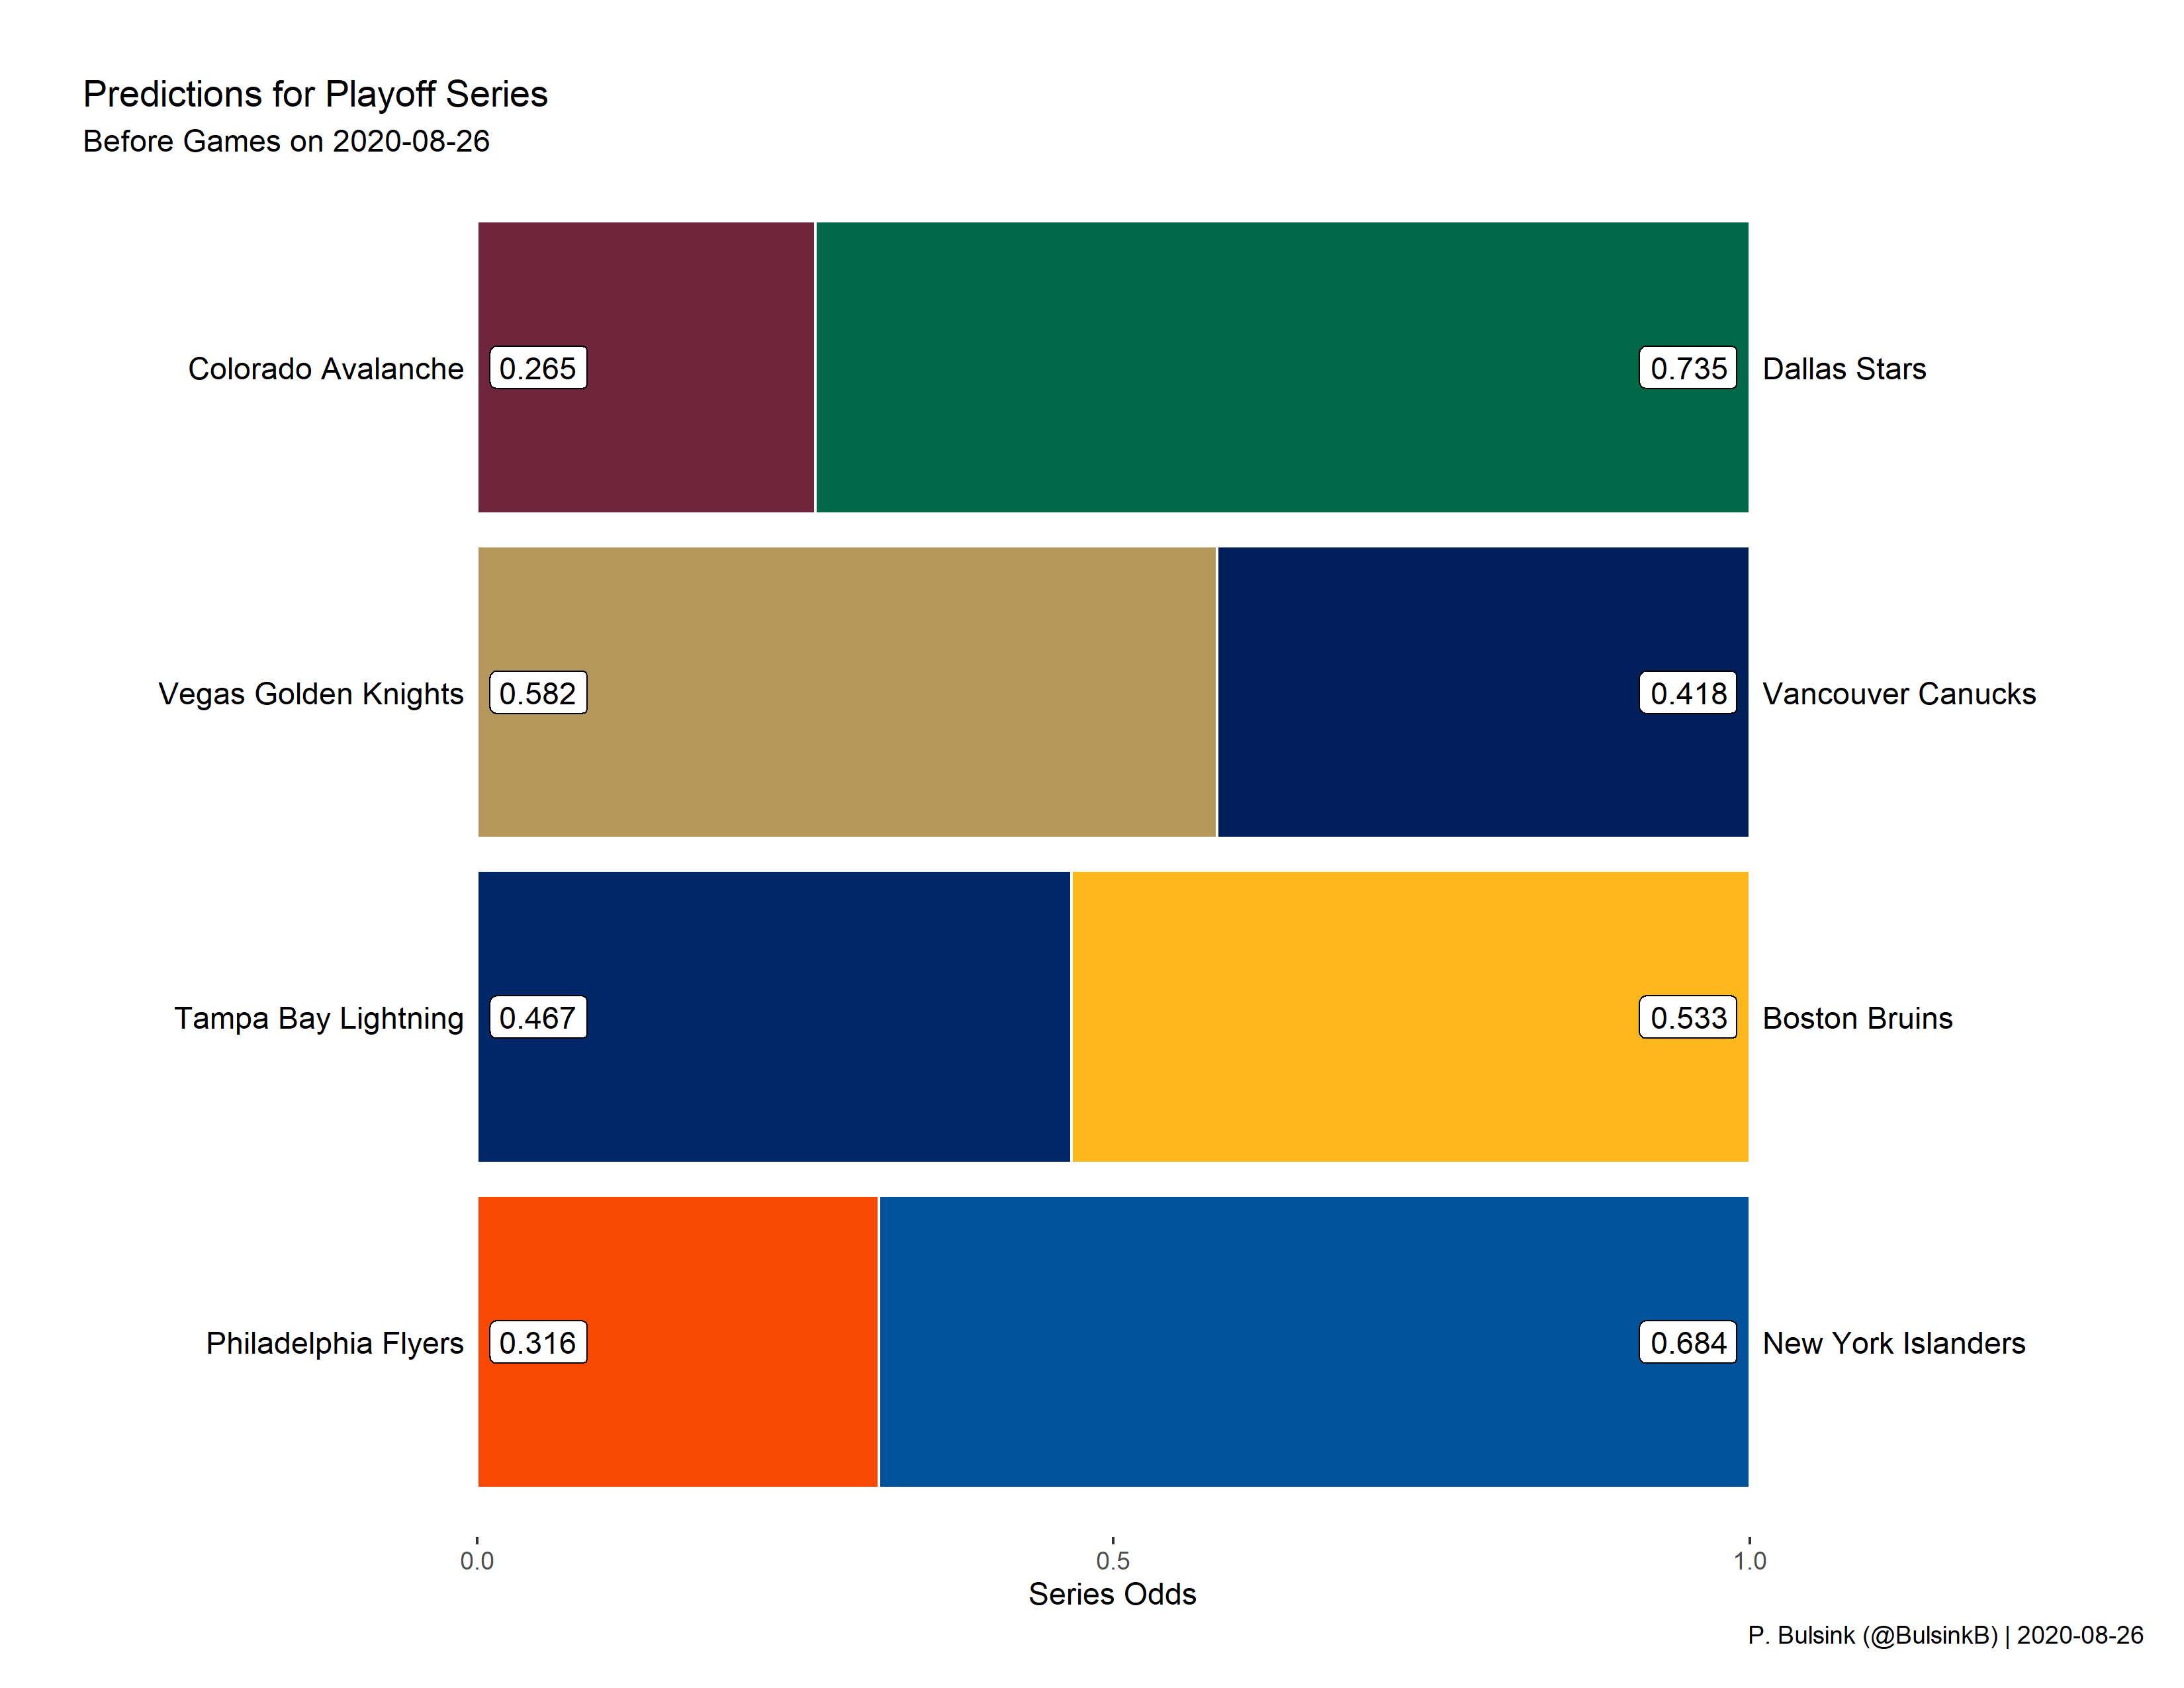 Predictions for Playoff Series
Before Games on 2020-08-26
Colorado Avalanche 0.265 0.735 Dallas Stars
Vegas Golden Knights 0.582 0.418 Vancouver Canucks
Tampa Bay Lightning 0.467 0.533 Boston Bruins
Philadelphia Flyers 0.316 0.684 New York Islanders
0.0 0.5 1.0
Series Odds
P. Bulsink (@BulsinkB) | 2020-08-26